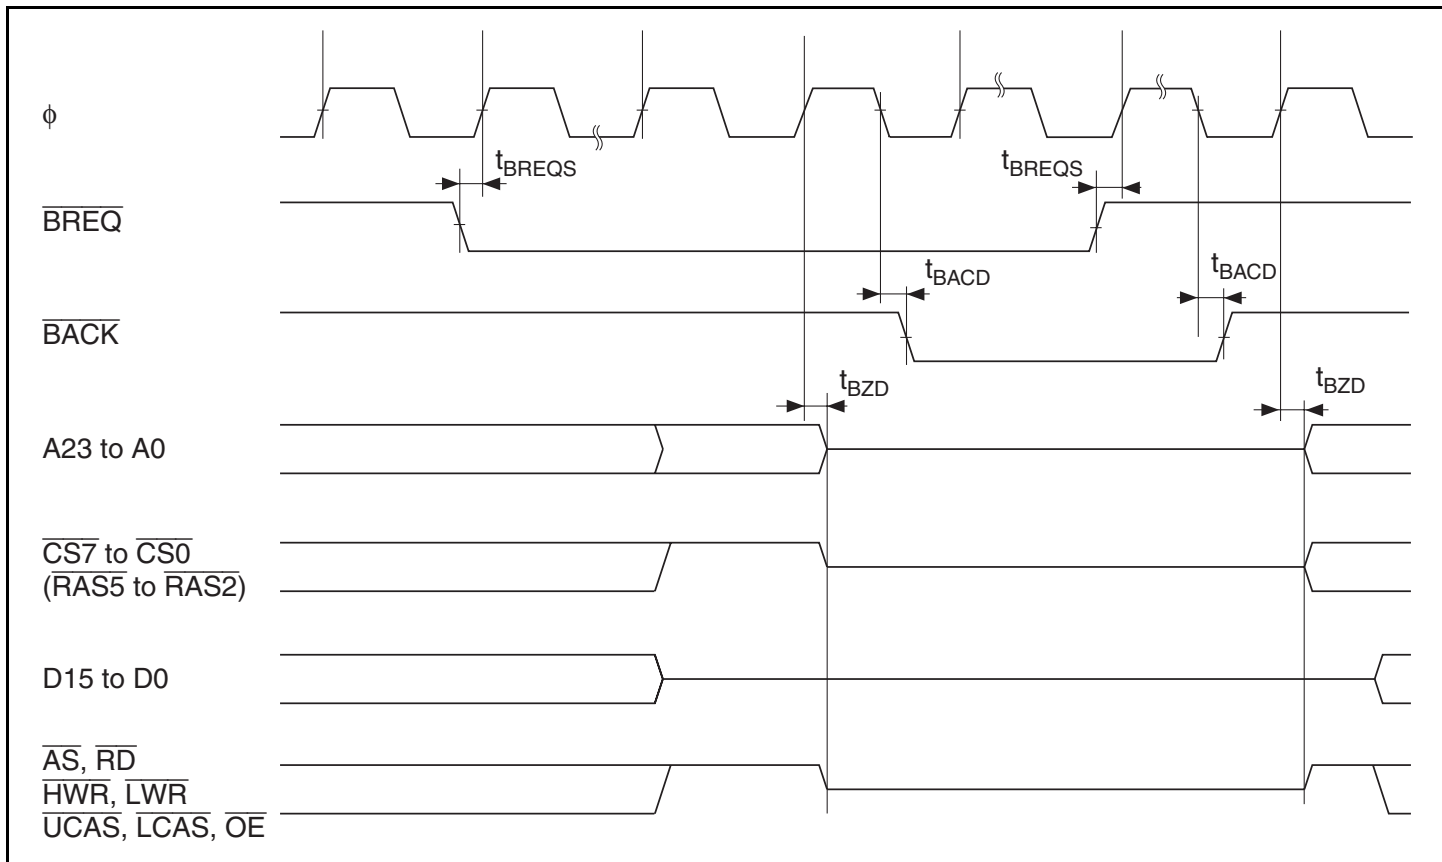 ϕ
tBREQS
tBREQS
BREQ
tBACD
tBACD
BACK
tBZD
tBZD
A23 to A0
CS7 to CS0
(RAS5 to RAS2)
D15 to D0
AS, RD
HWR, LWR
UCAS, LCAS, OE